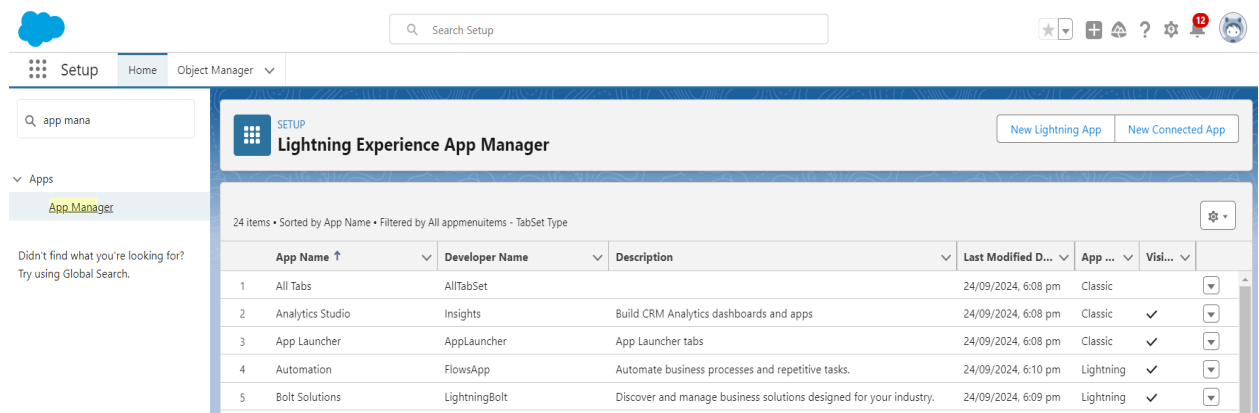 Search Setup
12
Setup
Home
Object Manager
app mana
Apps
App Manager
Didn't find what you're looking for?
Try using Global Search.
SETUP
Lightning Experience App Manager
New Lightning App
New Connected App
24 items • Sorted by App Name • Filtered by All appmenuitems - TabSet Type
App Name ↑ Developer Name Description Last Modified D... App ... Visi...
1 All Tabs AllTabSet 24/09/2024, 6:08 pm Classic
2 Analytics Studio Insights Build CRM Analytics dashboards and apps 24/09/2024, 6:08 pm Classic ✓
3 App Launcher AppLauncher App Launcher tabs 24/09/2024, 6:08 pm Classic ✓
4 Automation FlowsApp Automate business processes and repetitive tasks. 24/09/2024, 6:10 pm Lightning ✓
5 Bolt Solutions LightningBolt Discover and manage business solutions designed for your industry. 24/09/2024, 6:09 pm Lightning ✓